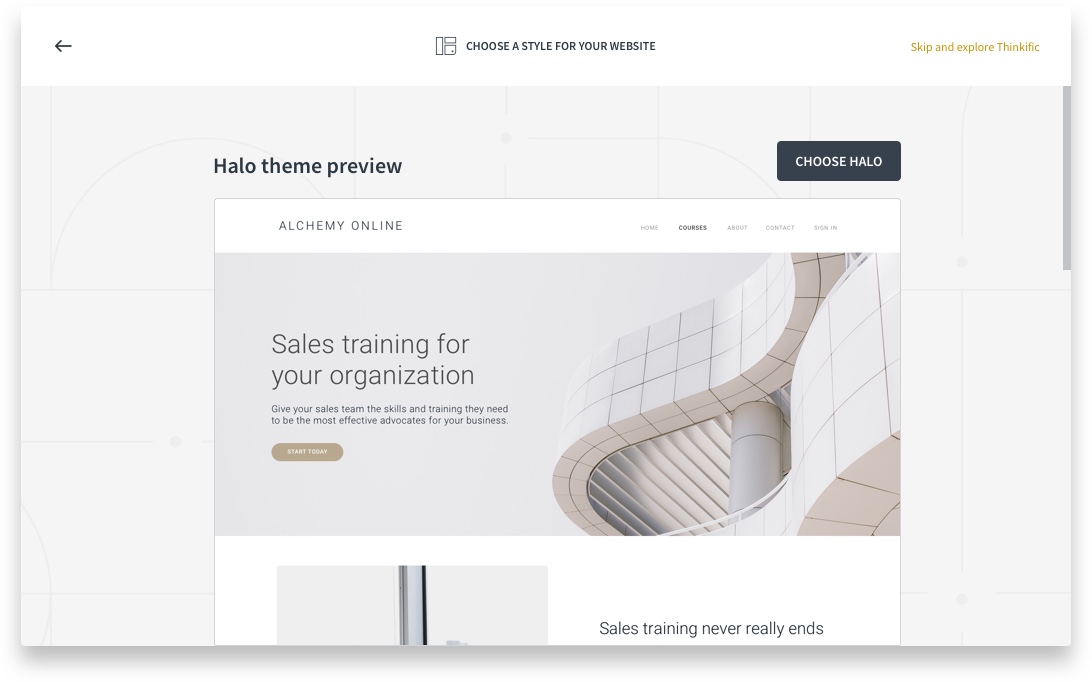 CHOOSE A STYLE FOR YOUR WEBSITE
Skip and explore Thinkific
Halo theme preview
CHOOSE HALO
ALCHEMY ONLINE
HOME COURSES ABOUT CONTACT SIGN IN
Sales training for
your organization
Give your sales team the skills and training they need
to be the most effective advocates for your business.
START TODAY
Sales training never really ends